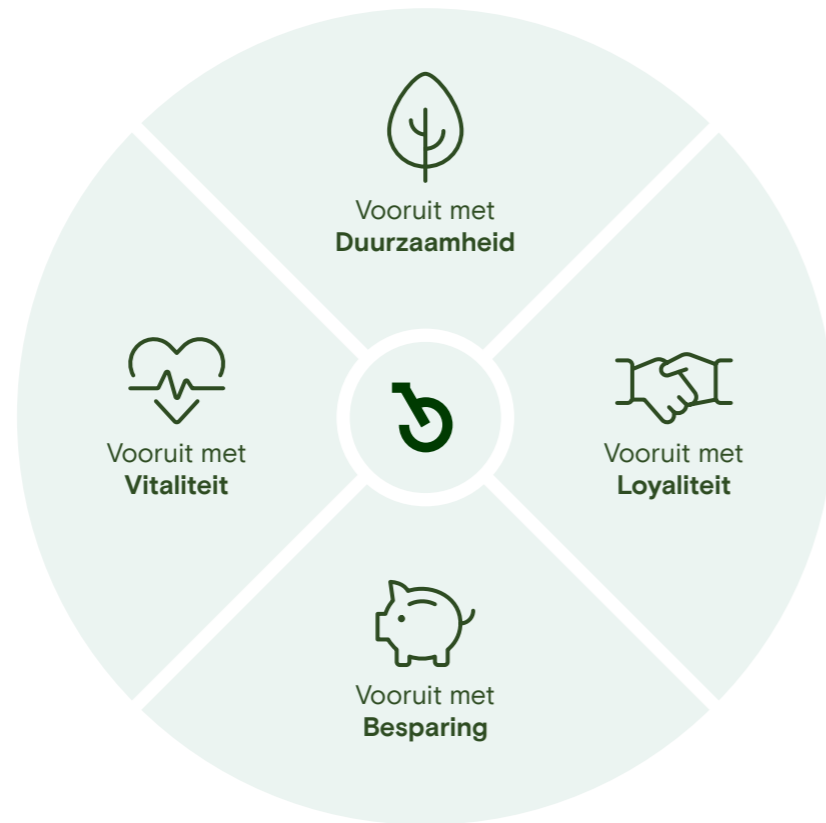 Vooruit met
Duurzaamheid
Vooruit met
Vitaliteit
Vooruit met
Loyaliteit
Vooruit met
Besparing